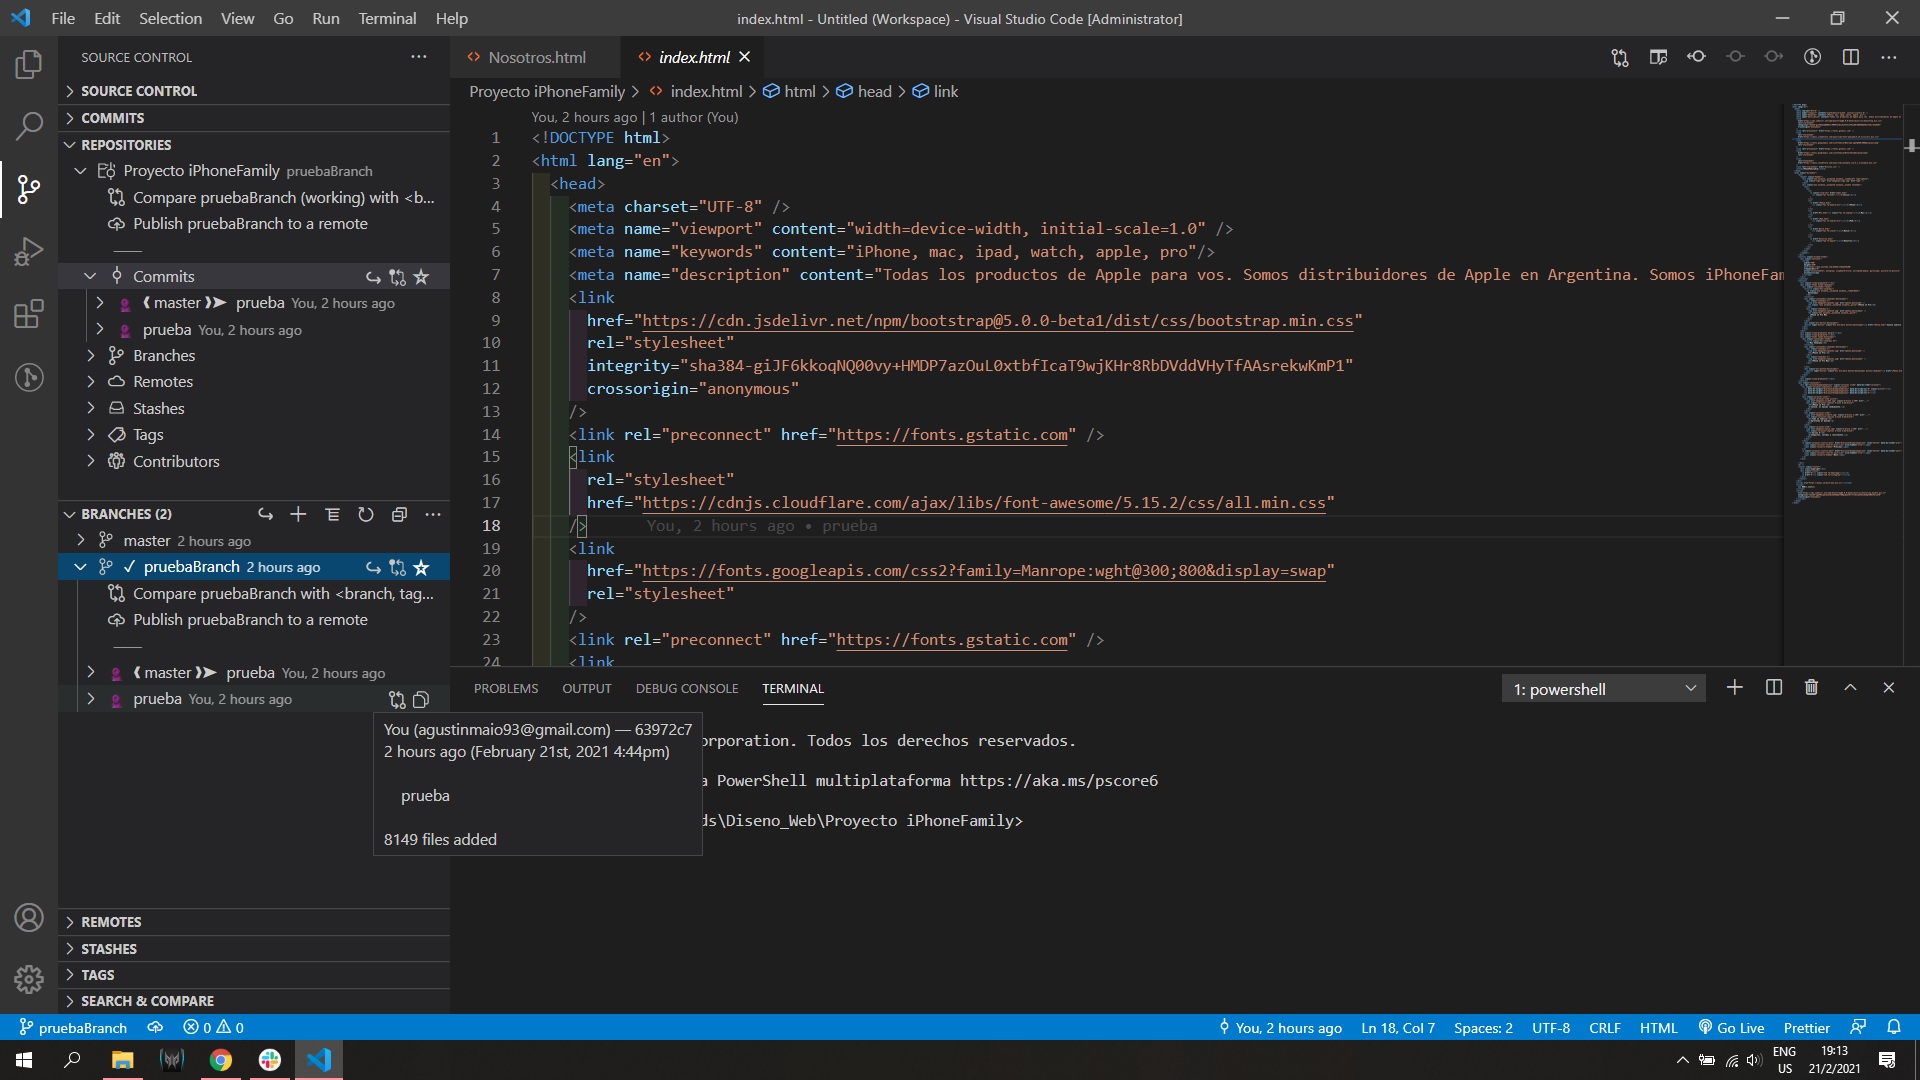 File Edit Selection View Go Run Terminal Help
index.html - Untitled (Workspace) - Visual Studio Code [Administrator]
SOURCE CONTROL
SOURCE CONTROL
COMMITS
REPOSITORIES
Proyecto iPhoneFamily pruebaBranch
Compare pruebaBranch (working) with <b...
Publish pruebaBranch to a remote
Commits
❰ master ❱➤ prueba You, 2 hours ago
prueba You, 2 hours ago
Branches
Remotes
Stashes
Tags
Contributors
BRANCHES (2)
master 2 hours ago
✓ pruebaBranch 2 hours ago
Compare pruebaBranch with <branch, tag...
Publish pruebaBranch to a remote
❰ master ❱➤ prueba You, 2 hours ago
prueba You, 2 hours ago
You (agustinmaio93@gmail.com) — 63972c7
2 hours ago (February 21st, 2021 4:44pm)
prueba
8149 files added
REMOTES
STASHES
TAGS
SEARCH & COMPARE
Nosotros.html
index.html
Proyecto iPhoneFamily > index.html > html > head > link
You, 2 hours ago | 1 author (You)
1 <!DOCTYPE html>
2 <html lang="en">
3 <head>
4 <meta charset="UTF-8" />
5 <meta name="viewport" content="width=device-width, initial-scale=1.0" />
6 <meta name="keywords" content="iPhone, mac, ipad, watch, apple, pro"/>
7 <meta name="description" content="Todas los productos de Apple para vos. Somos distribuidores de Apple en Argentina. Somos iPhoneFam
8 <link
9 href="https://cdn.jsdelivr.net/npm/bootstrap@5.0.0-beta1/dist/css/bootstrap.min.css"
10 rel="stylesheet"
11 integrity="sha384-giJF6kkoqNQ00vy+HMDP7azOuL0xtbfIcaT9wjKHr8RbDVddVHyTfAAsrekwKmP1"
12 crossorigin="anonymous"
13 />
14 <link rel="preconnect" href="https://fonts.gstatic.com" />
15 <link
16 rel="stylesheet"
17 href="https://cdnjs.cloudflare.com/ajax/libs/font-awesome/5.15.2/css/all.min.css"
18 /> You, 2 hours ago • prueba
19 <link
20 href="https://fonts.googleapis.com/css2?family=Manrope:wght@300;800&display=swap"
21 rel="stylesheet"
22 />
23 <link rel="preconnect" href="https://fonts.gstatic.com" />
24 <link
PROBLEMS OUTPUT DEBUG CONSOLE TERMINAL
1: powershell
orporation. Todos los derechos reservados.
a PowerShell multiplataforma https://aka.ms/pscore6
ds\Diseno_Web\Proyecto iPhoneFamily>
pruebaBranch 0 0 You, 2 hours ago Ln 18, Col 7 Spaces: 2 UTF-8 CRLF HTML Go Live Prettier
ENG
US
19:13
21/2/2021